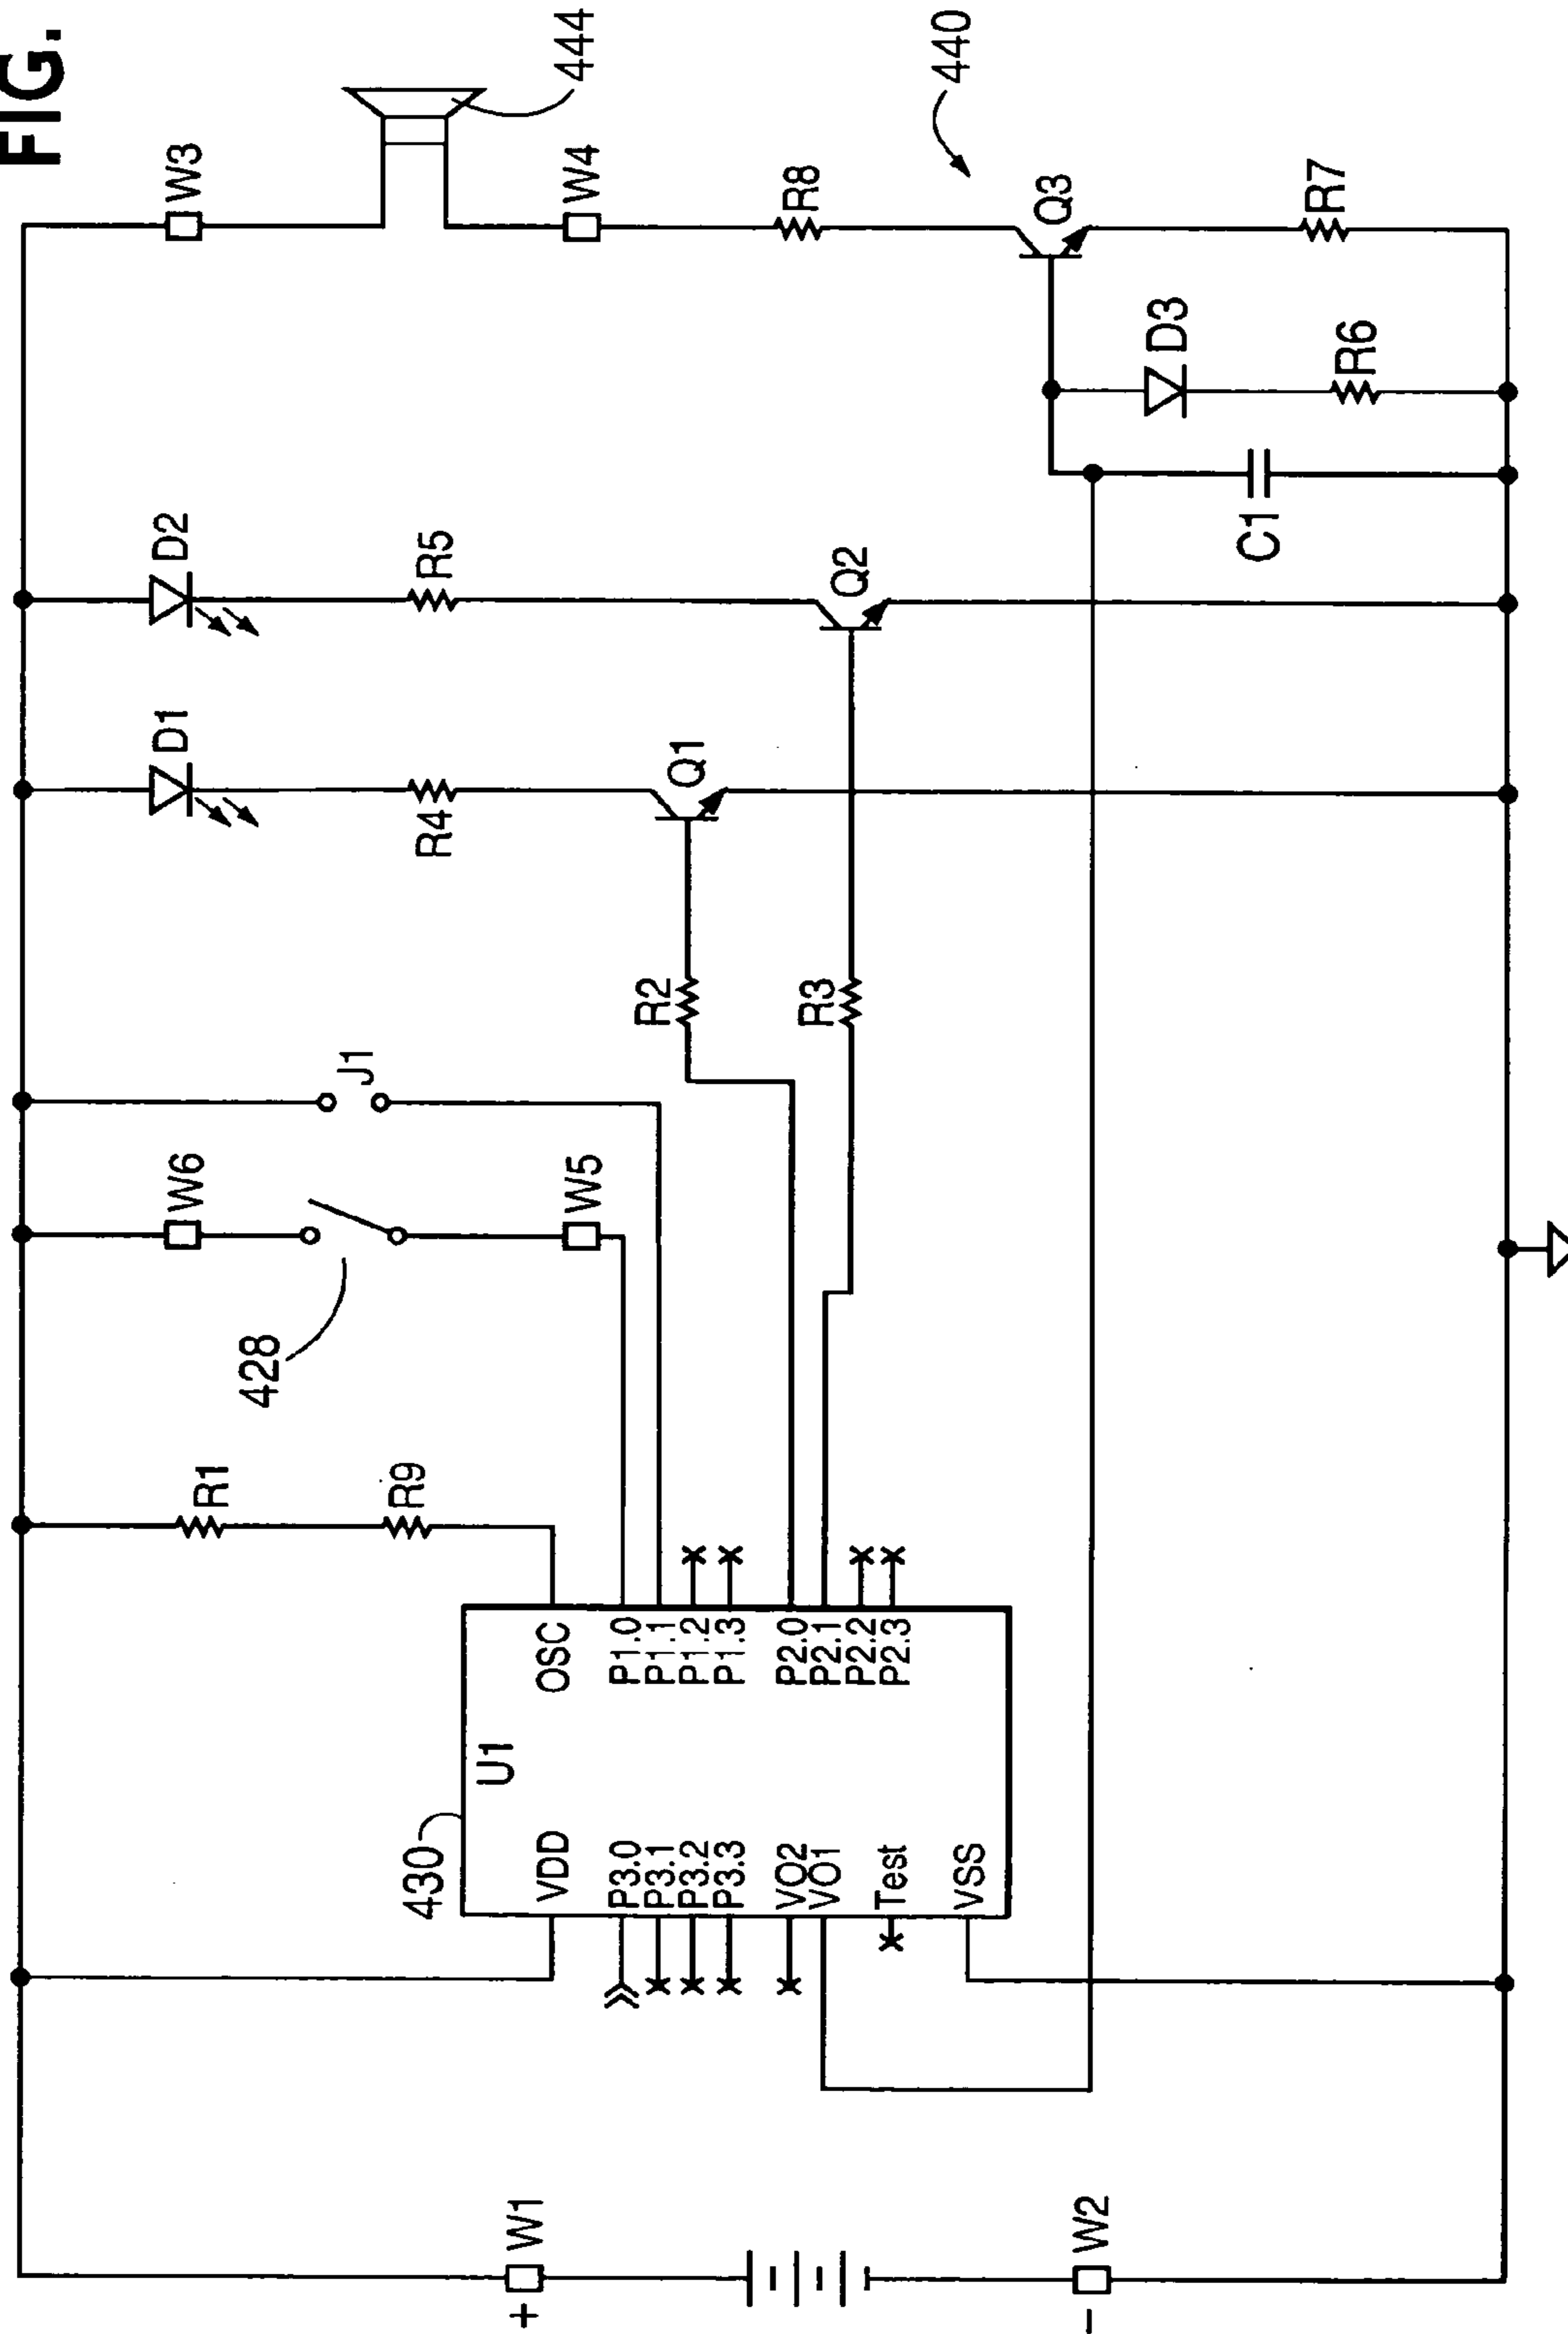 FIG.
W3
444
W4
R8
440
Q3
R7
D3
R6
C1
D2
R5
Q2
D1
R4
Q1
R2
R3
J1
W6
W5
428
R1
R9
OSC
P1.0
P1.1
P1.2
P1.3
P2.0
P2.1
P2.2
P2.3
U1
430
VDD
P3.0
P3.1
P3.2
P3.3
VO2
VO1
Test
VSS
+
W1
W2
-